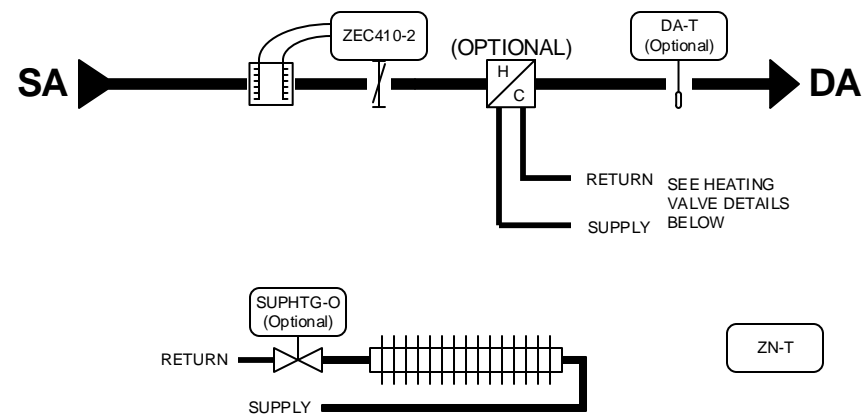 ZEC410-2
DA-T
(Optional)
(OPTIONAL)
SA
H
C
DA
RETURN
SUPPLY
SEE HEATING
VALVE DETAILS
BELOW
SUPHTG-O
(Optional)
RETURN
ZN-T
SUPPLY